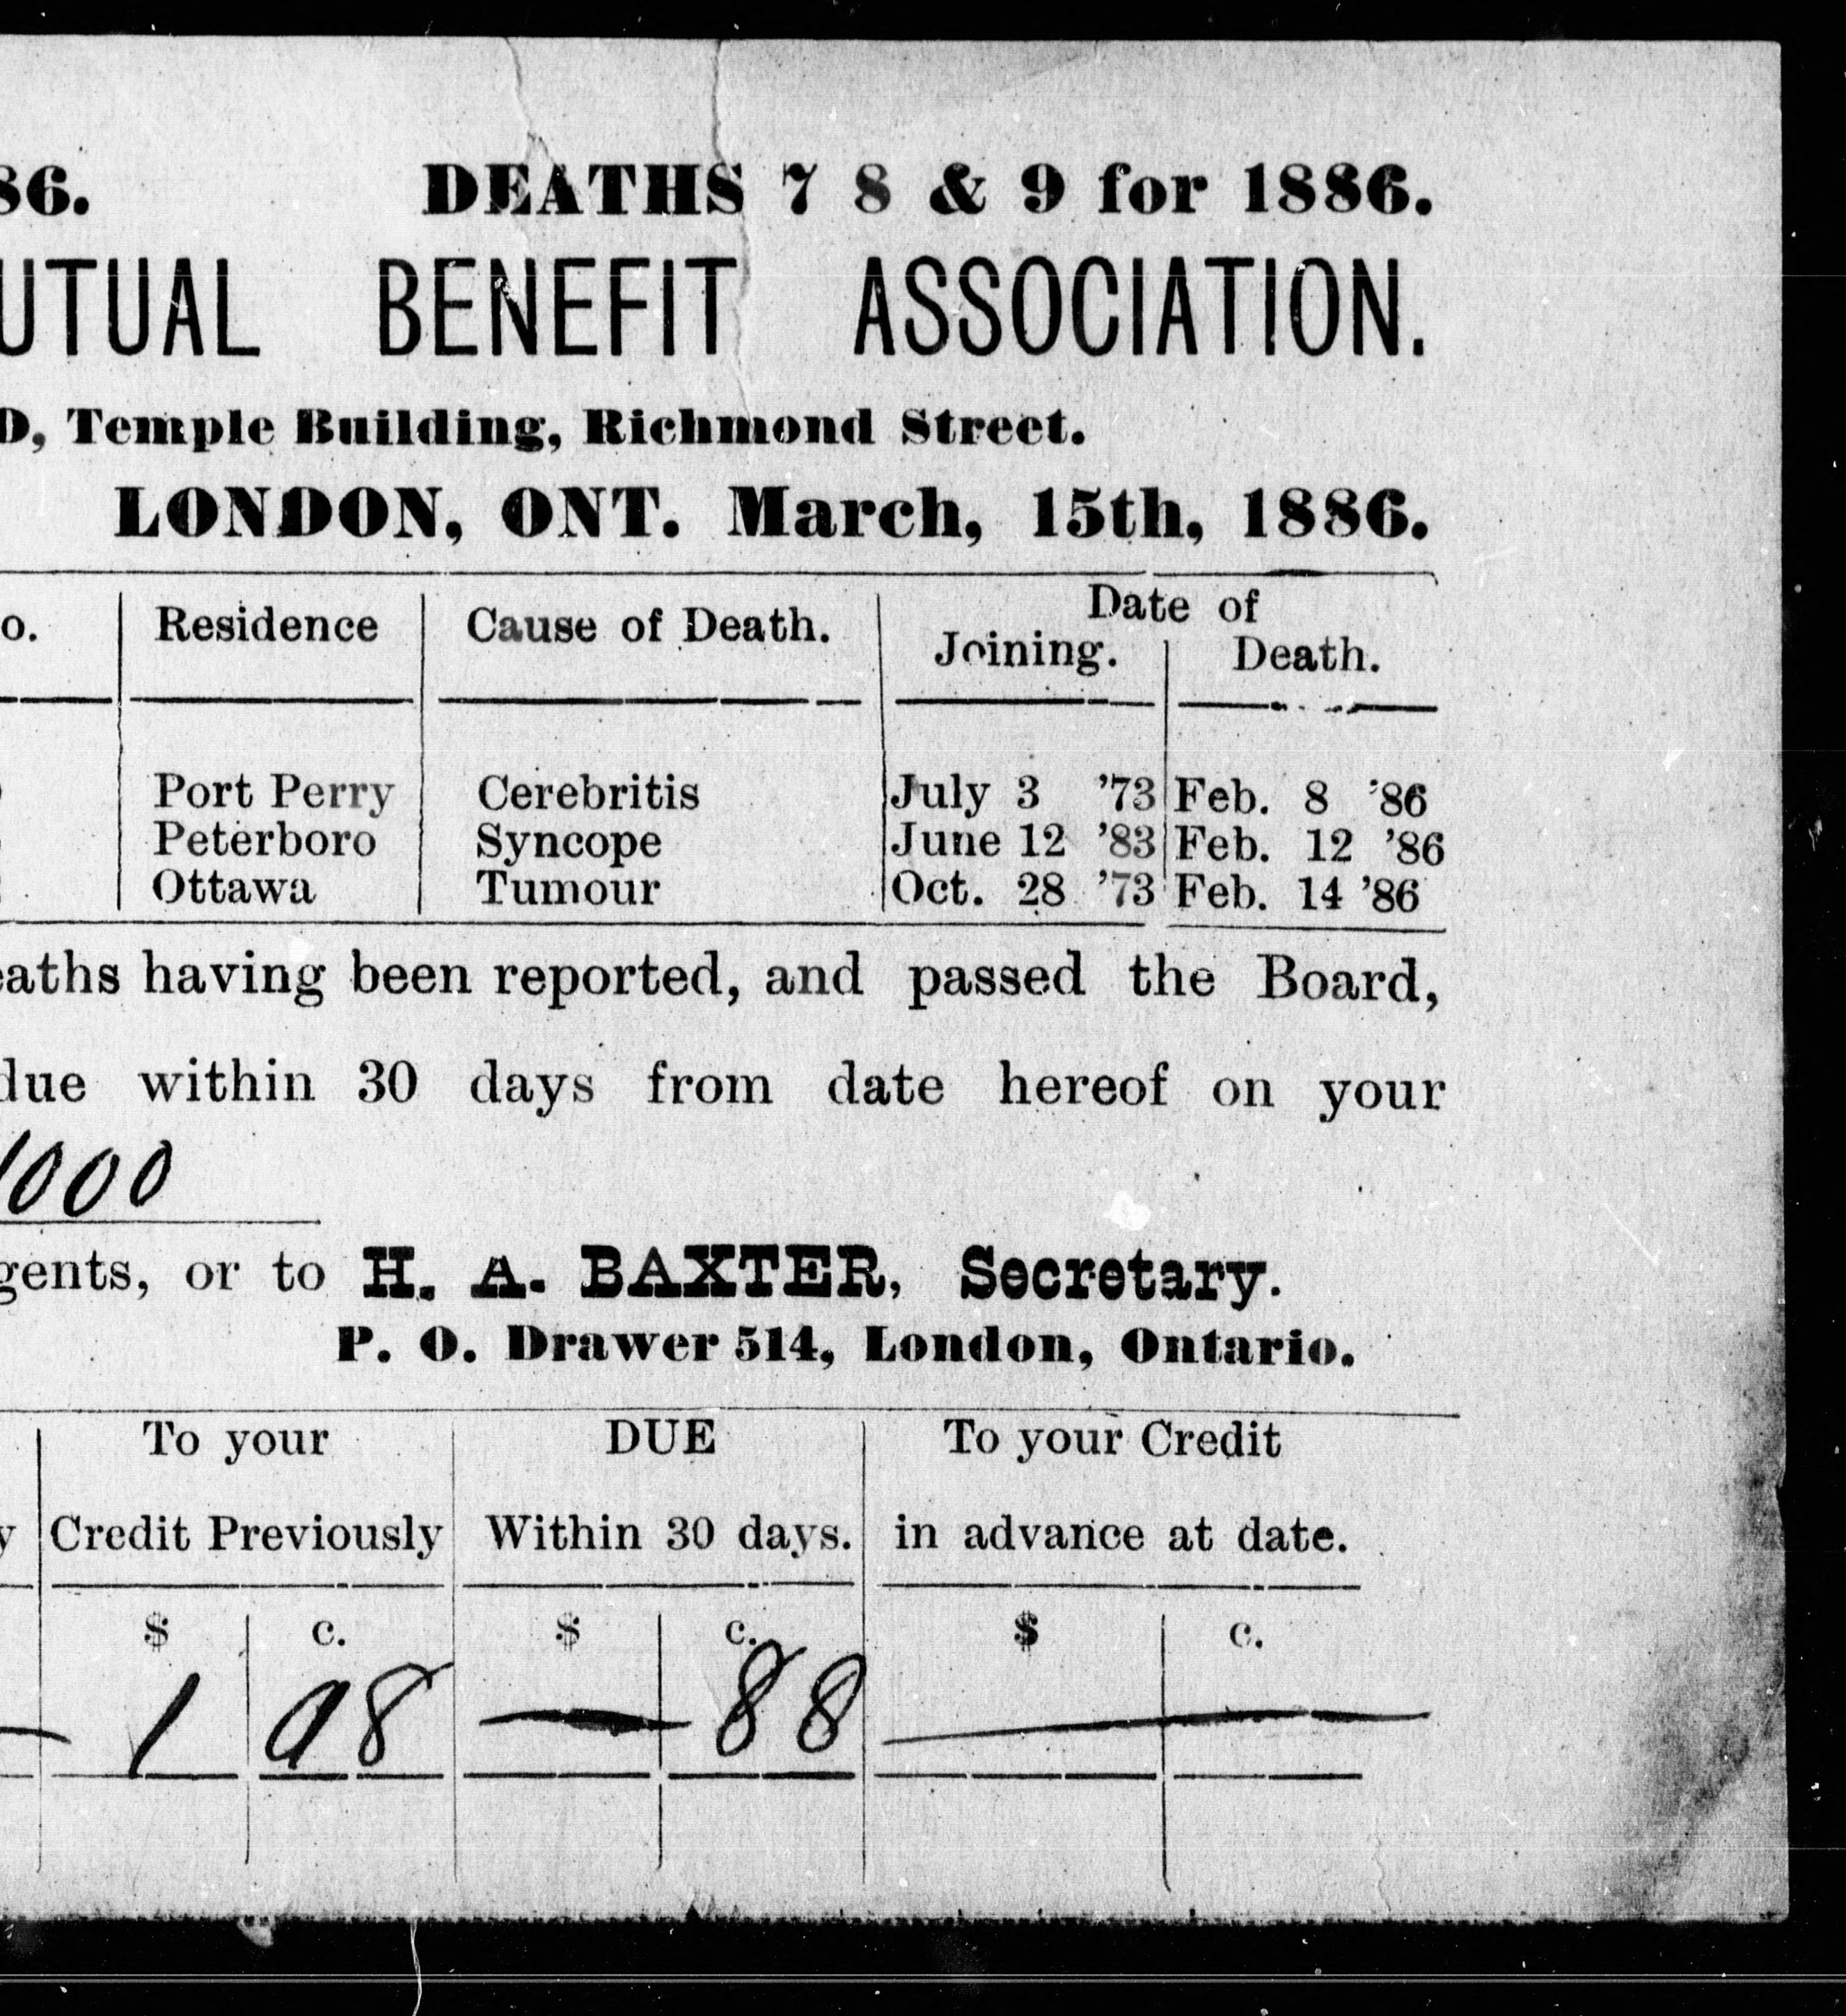 86. DEATHS 7 8 & 9 for 1886.
UTUAL BENEFIT ASSOCIATION.
D, Temple Building, Richmond Street.
LONDON, ONT. March, 15th, 1886.
Date of
o. Residence Cause of Death. Joining. Death.
Port Perry Cerebritis July 3 '73 Feb. 8 '86
Peterboro Syncope June 12 '83 Feb. 12 '86
Ottawa Tumour Oct. 28 '73 Feb. 14 '86
eaths having been reported, and passed the Board,
due within 30 days from date hereof on your
1000
gents, or to H. A. BAXTER, Secretary.
P. O. Drawer 514, London, Ontario.
To your DUE To your Credit
y Credit Previously Within 30 days. in advance at date.
$ c. $ c. $ c.
1 98 — 88 —